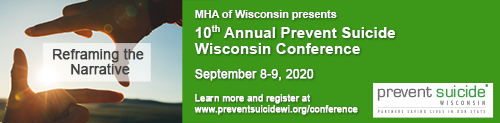 Reframing the
Narrative
MHA of Wisconsin presents
10th Annual Prevent Suicide
Wisconsin Conference
September 8-9, 2020
Learn more and register at
www.preventsuicidewi.org/conference
prevent suicide
WISCONSIN
PARTNERS SAVING LIVES IN OUR STATE